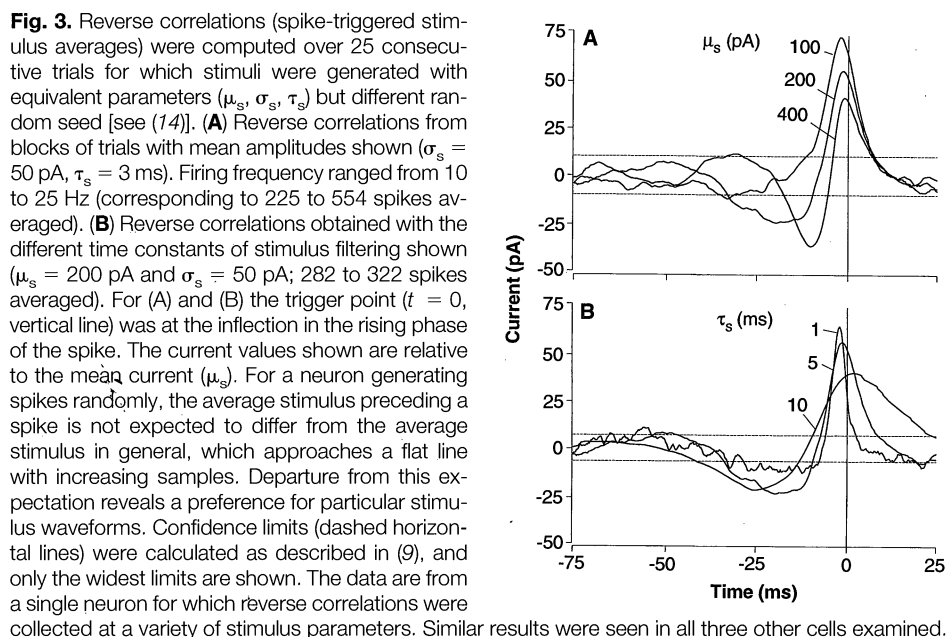 Fig. 3. Reverse correlations (spike-triggered stim-
ulus averages) were computed over 25 consecu-
tive trials for which stimuli were generated with
equivalent parameters (μs, σs, τs) but different ran-
dom seed [see (14)]. (A) Reverse correlations from
blocks of trials with mean amplitudes shown (σs =
50 pA, τs = 3 ms). Firing frequency ranged from 10
to 25 Hz (corresponding to 225 to 554 spikes av-
eraged). (B) Reverse correlations obtained with the
different time constants of stimulus filtering shown
(μs = 200 pA and σs = 50 pA; 282 to 322 spikes
averaged). For (A) and (B) the trigger point (t = 0,
vertical line) was at the inflection in the rising phase
of the spike. The current values shown are relative
to the mean current (μs). For a neuron generating
spikes randomly, the average stimulus preceding a
spike is not expected to differ from the average
stimulus in general, which approaches a flat line
with increasing samples. Departure from this ex-
pectation reveals a preference for particular stimu-
lus waveforms. Confidence limits (dashed horizon-
tal lines) were calculated as described in (9), and
only the widest limits are shown. The data are from
a single neuron for which reverse correlations were
collected at a variety of stimulus parameters. Similar results were seen in all three other cells examined.
A
μs (pA)
100
200
400
75
50
25
0
-25
-50
Current (pA)
B
τs (ms)
1
5
10
75
50
25
0
-25
-50
-75 -50 -25 0 25
Time (ms)